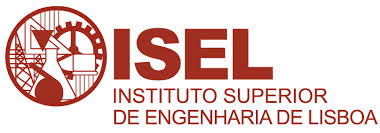 ISEL
INSTITUTO SUPERIOR
DE ENGENHARIA DE LISBOA